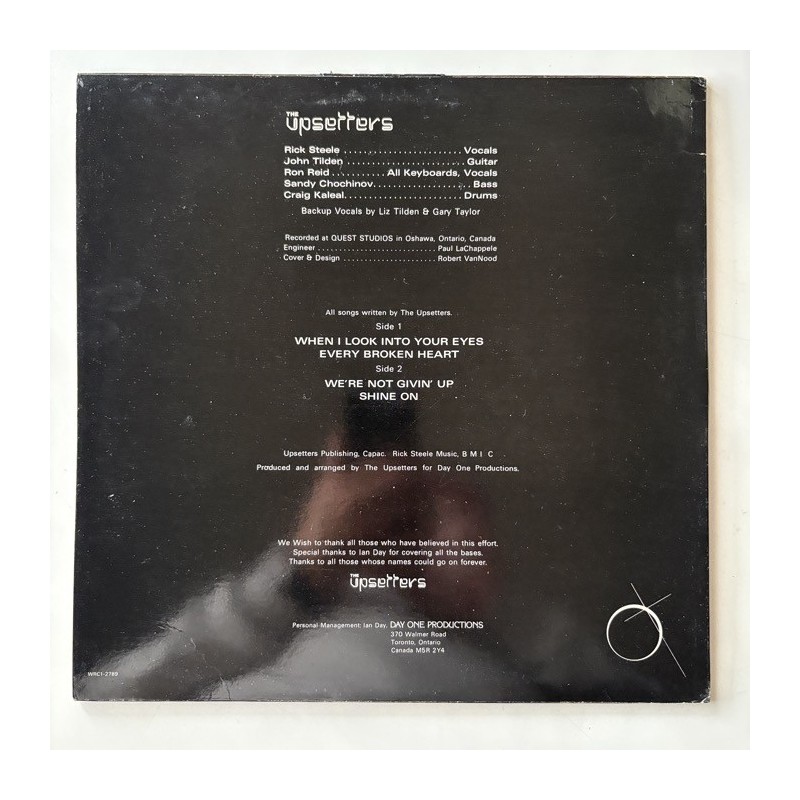 THE
UPSETTERS
Rick Steele ........................ Vocals
John Tilden ........................ Guitar
Ron Reid ........... All Keyboards, Vocals
Sandy Chochinov .................... Bass
Craig Kaleal ........................ Drums
Backup Vocals by Liz Tilden & Gary Taylor
Recorded at QUEST STUDIOS in Oshawa, Ontario, Canada
Engineer ............................ Paul LaChappele
Cover & Design ...................... Robert VanNood
All songs written by The Upsetters.
Side 1
WHEN I LOOK INTO YOUR EYES
EVERY BROKEN HEART
Side 2
WE'RE NOT GIVIN' UP
SHINE ON
Upsetters Publishing, Capac. Rick Steele Music, B M I C
Produced and arranged by The Upsetters for Day One Productions.
We Wish to thank all those who have believed in this effort.
Special thanks to Ian Day for covering all the bases.
Thanks to all those whose names could go on forever.
THE
UPSETTERS
Personal-Management: Ian Day, DAY ONE PRODUCTIONS
370 Walmer Road
Toronto, Ontario
Canada M5R 2Y4
WRC1-2789